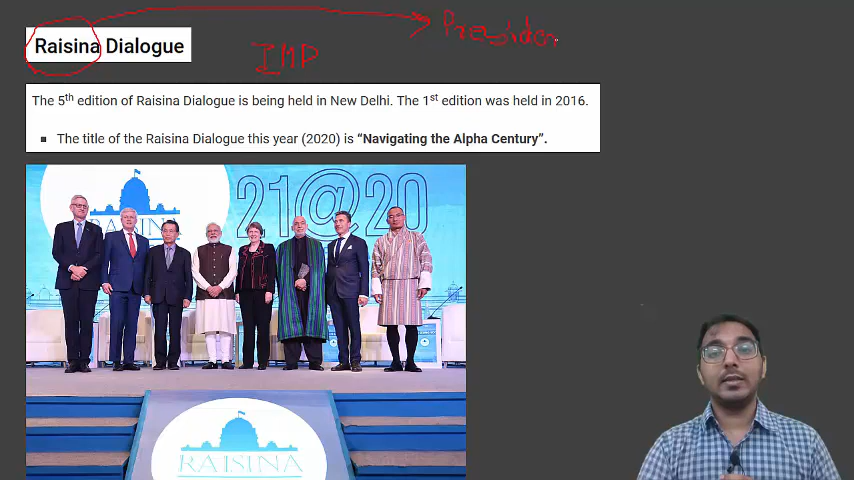 Raisina Dialogue
IMP
Presiden
The 5th edition of Raisina Dialogue is being held in New Delhi. The 1st edition was held in 2016.
▪ The title of the Raisina Dialogue this year (2020) is “Navigating the Alpha Century”.
RAISINA
21@20
RAISINA